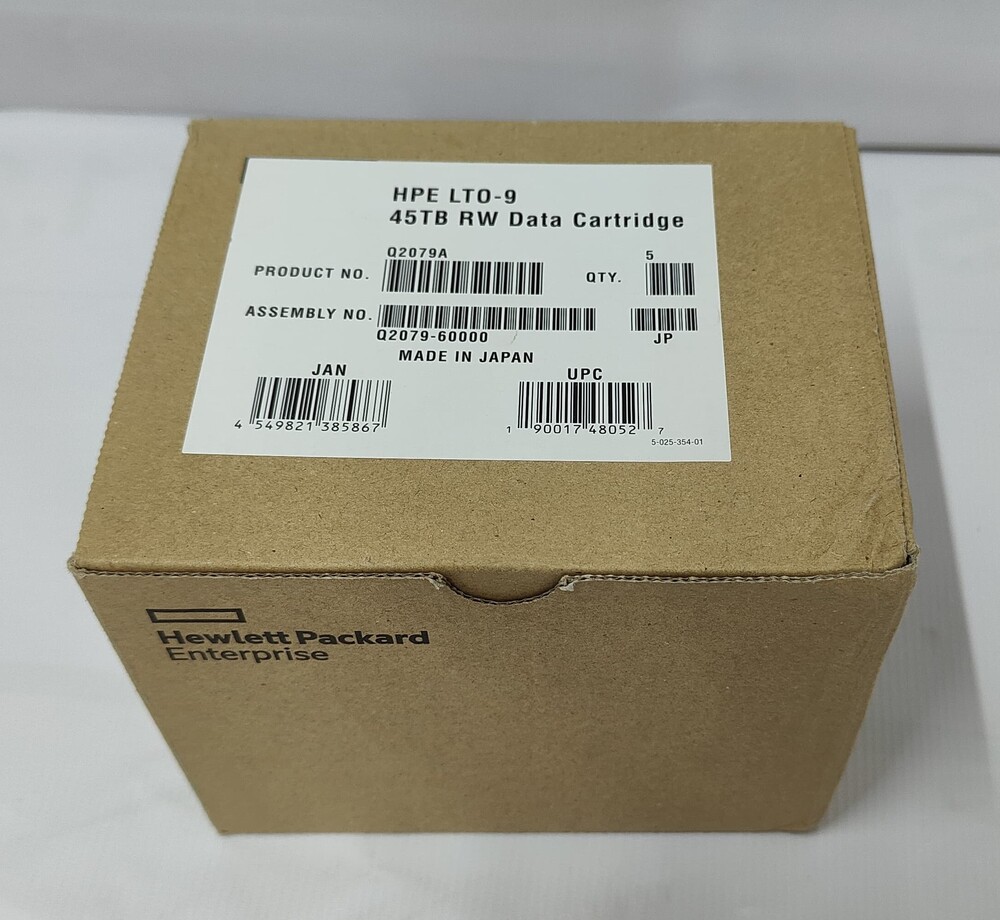 HPE LTO-9
45TB RW Data Cartridge
Q2079A
PRODUCT NO.
5
QTY.
ASSEMBLY NO.
Q2079-60000
JP
MADE IN JAPAN
JAN
4 549821 385867
UPC
1 90017 48052 7
5-025-354-01
Hewlett Packard
Enterprise